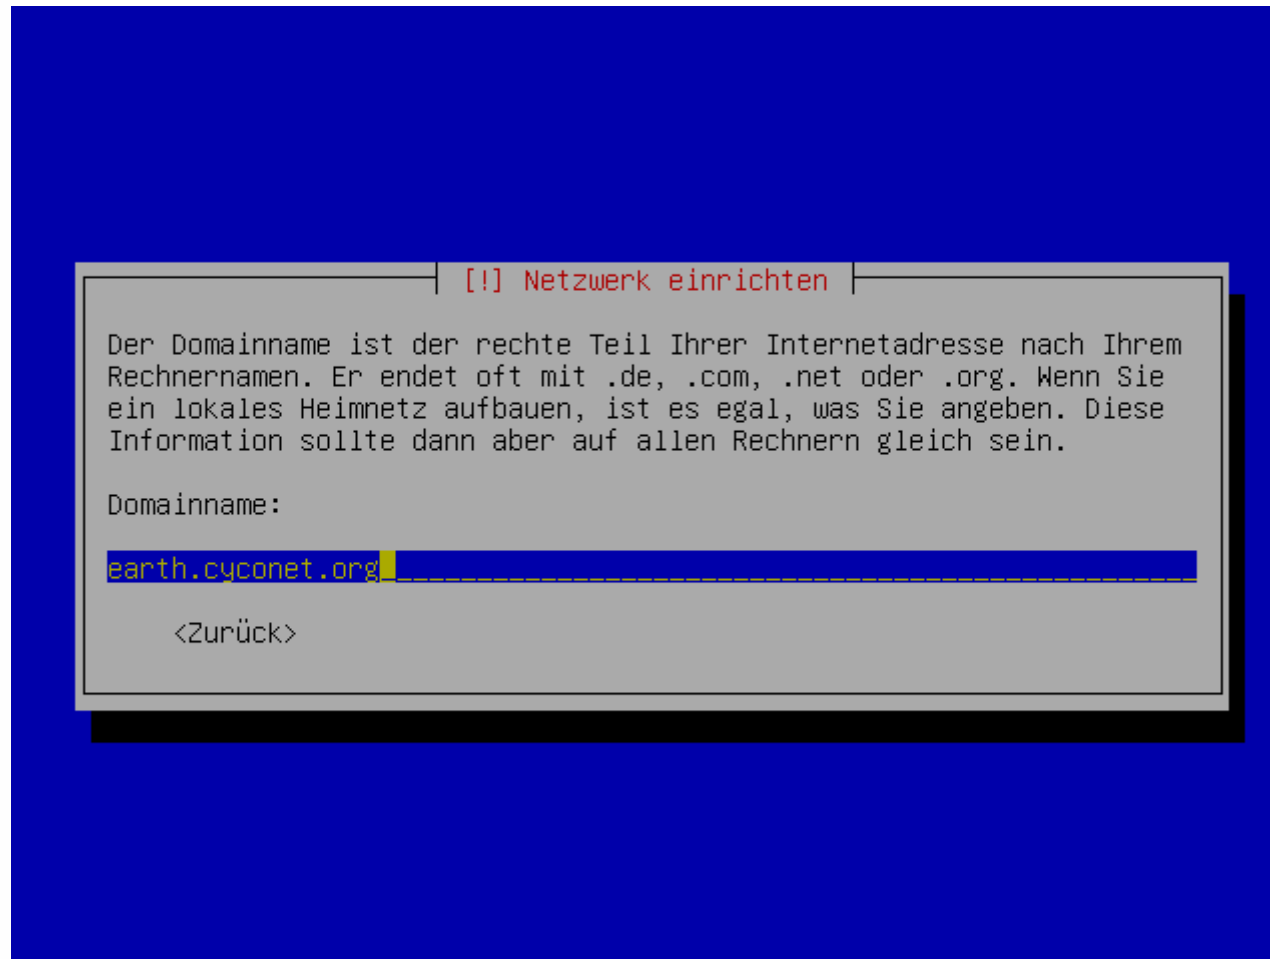 [!] Netzwerk einrichten
Der Domainname ist der rechte Teil Ihrer Internetadresse nach Ihrem
Rechnernamen. Er endet oft mit .de, .com, .net oder .org. Wenn Sie
ein lokales Heimnetz aufbauen, ist es egal, was Sie angeben. Diese
Information sollte dann aber auf allen Rechnern gleich sein.
Domainname:
earth.cyconet.org
<Zurück>